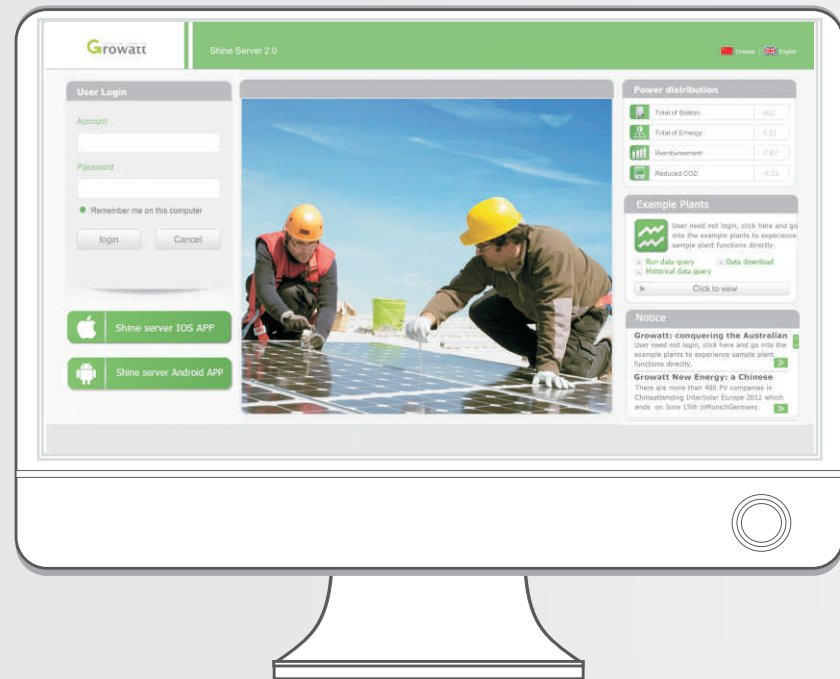 Growatt
Shine Server 2.0
Chinese
English
User Login
Account
Password
Remember me on this computer
login
Cancel
Shine server IOS APP
Shine server Android APP
Power distribution
Total of Station:
Total of Energy:
Reimbursement:
Reduced CO2:
Example Plants
User need not login, click here and go
into the example plants to experience
sample plant functions directly.
Run data query
Data download
Historical data query
Click to view
Notice
Growatt: conquering the Australian
User need not login, click here and go into the
example plants to experience sample plant
functions directly.
Growatt New Energy: a Chinese
There are more than 400 PV companies in
Chinaattending InterSolar Europe 2012 which
ends on June 15th inMunichGermany.